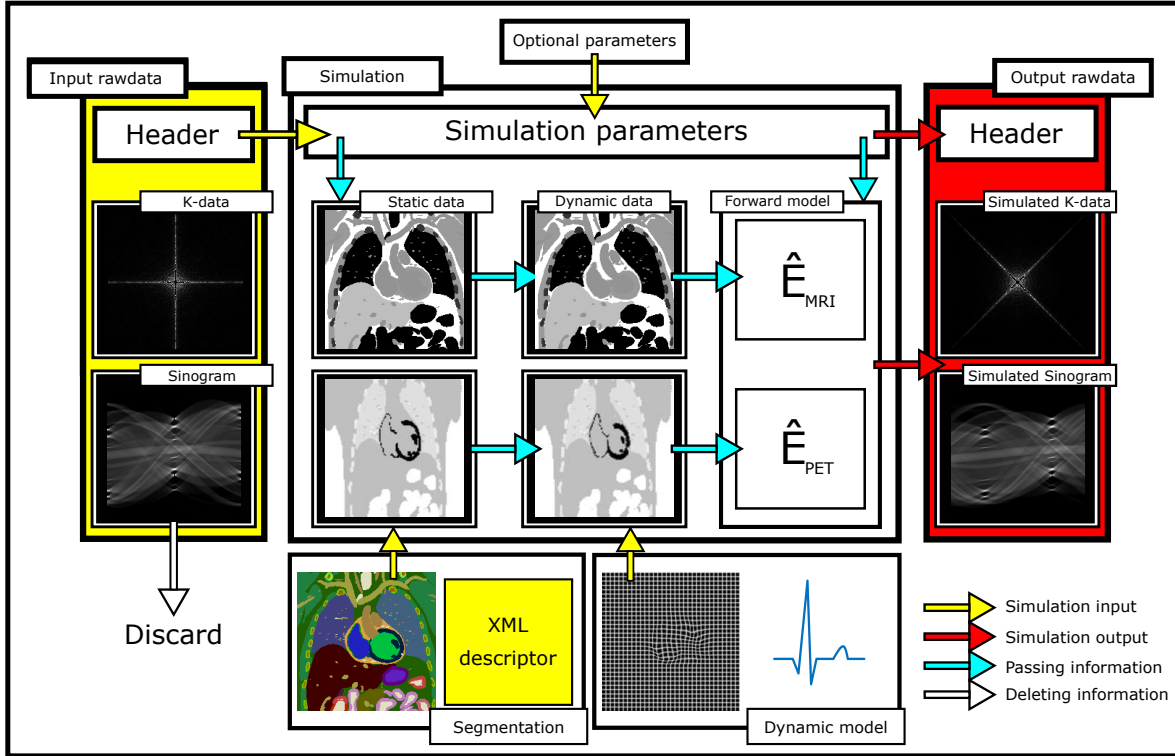 Optional parameters
Input rawdata
Simulation
Output rawdata
Header
Simulation parameters
Header
K-data
Static data
Dynamic data
Forward model
Simulated K-data
Ê MRI
Sinogram
Simulated Sinogram
Ê PET
Discard
XML
descriptor
Segmentation
Dynamic model
Simulation input
Simulation output
Passing information
Deleting information